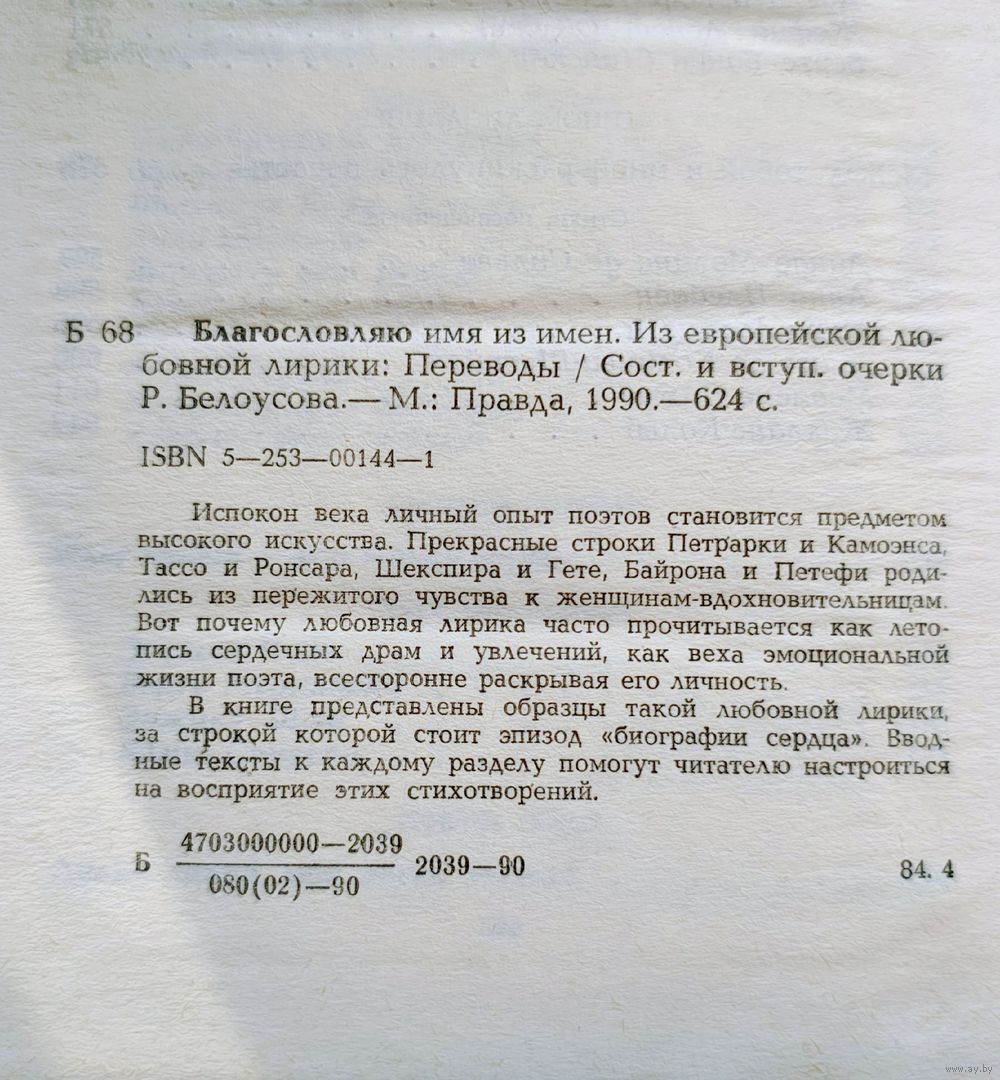 Б 68 Благословляю имя из имен. Из европейской лю-
бовной лирики: Переводы / Сост. и вступ. очерки
Р. Белоусова.— М.: Правда, 1990.—624 с.
ISBN 5—253—00144—1
Испокон века личный опыт поэтов становится предметом
высокого искусства. Прекрасные строки Петрарки и Камоэнса,
Тассо и Ронсара, Шекспира и Гете, Байрона и Петефи роди-
лись из пережитого чувства к женщинам-вдохновительницам.
Вот почему любовная лирика часто прочитывается как лето-
пись сердечных драм и увлечений, как веха эмоциональной
жизни поэта, всесторонне раскрывая его личность.
В книге представлены образцы такой любовной лирики,
за строкой которой стоит эпизод «биографии сердца». Ввод-
ные тексты к каждому разделу помогут читателю настроиться
на восприятие этих стихотворений.
4703000000—2039
Б 2039—90 84. 4
080(02)—90
www.ay.by